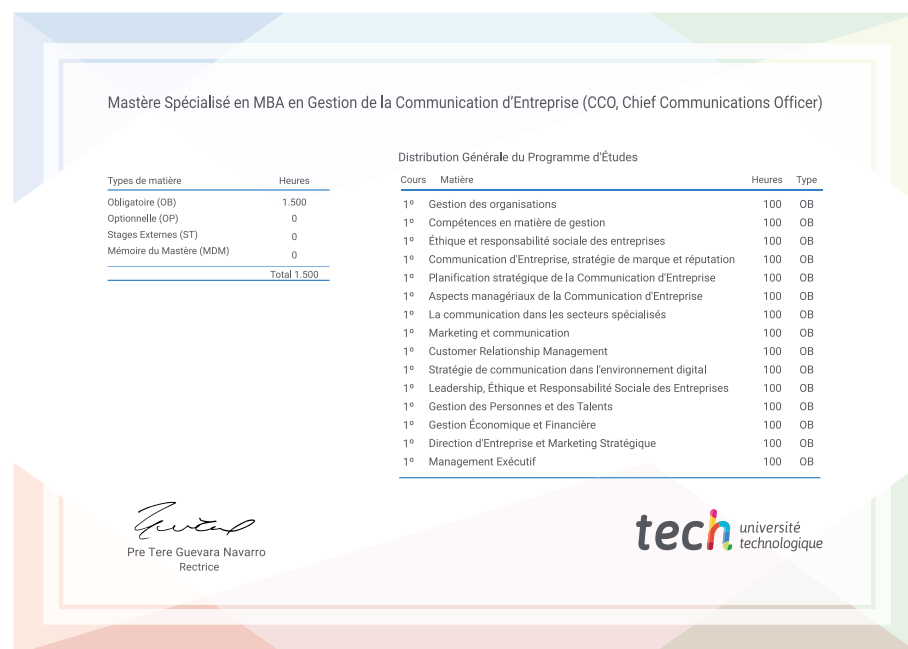 Mastère Spécialisé en MBA en Gestion de la Communication d'Entreprise (CCO, Chief Communications Officer)
Types de matière Heures
Obligatoire (OB) 1.500
Optionnelle (OP) 0
Stages Externes (ST) 0
Mémoire du Mastère (MDM) 0
Total 1.500
Distribution Générale du Programme d'Études
Cours Matière Heures Type
1º Gestion des organisations 100 OB
1º Compétences en matière de gestion 100 OB
1º Éthique et responsabilité sociale des entreprises 100 OB
1º Communication d'Entreprise, stratégie de marque et réputation 100 OB
1º Planification stratégique de la Communication d'Entreprise 100 OB
1º Aspects managériaux de la Communication d'Entreprise 100 OB
1º La communication dans les secteurs spécialisés 100 OB
1º Marketing et communication 100 OB
1º Customer Relationship Management 100 OB
1º Stratégie de communication dans l'environnement digital 100 OB
1º Leadership, Éthique et Responsabilité Sociale des Entreprises 100 OB
1º Gestion des Personnes et des Talents 100 OB
1º Gestion Économique et Financière 100 OB
1º Direction d'Entreprise et Marketing Stratégique 100 OB
1º Management Exécutif 100 OB
Pre Tere Guevara Navarro
Rectrice
tech université
technologique